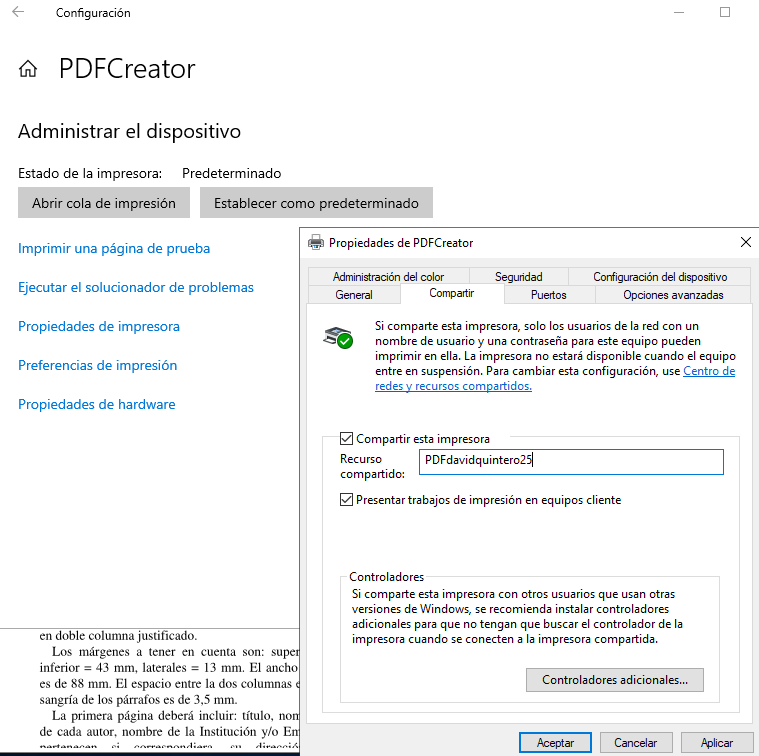 Configuración
PDFCreator
Administrar el dispositivo
Estado de la impresora: Predeterminado
Abrir cola de impresión
Establecer como predeterminado
Imprimir una página de prueba
Ejecutar el solucionador de problemas
Propiedades de impresora
Preferencias de impresión
Propiedades de hardware
Propiedades de PDFCreator
Administración del color
Seguridad
Configuración del dispositivo
General
Compartir
Puertos
Opciones avanzadas
Si comparte esta impresora, solo los usuarios de la red con un
nombre de usuario y una contraseña para este equipo pueden
imprimir en ella. La impresora no estará disponible cuando el equipo
entre en suspensión. Para cambiar esta configuración, use Centro de
redes y recursos compartidos.
Compartir esta impresora
Recurso
compartido:
PDFdavidquintero25
Presentar trabajos de impresión en equipos cliente
Controladores
Si comparte esta impresora con otros usuarios que usan otras
versiones de Windows, se recomienda instalar controladores
adicionales para que no tengan que buscar el controlador de la
impresora cuando se conecten a la impresora compartida.
Controladores adicionales...
Aceptar
Cancelar
Aplicar
en doble columna justificado.
Los márgenes a tener en cuenta son: super
inferior = 43 mm, laterales = 13 mm. El ancho
es de 88 mm. El espacio entre la dos columnas e
sangría de los párrafos es de 3,5 mm.
La primera página deberá incluir: título, nom
de cada autor, nombre de la Institución y/o Em
pertenecen si correspondiera, su direcció